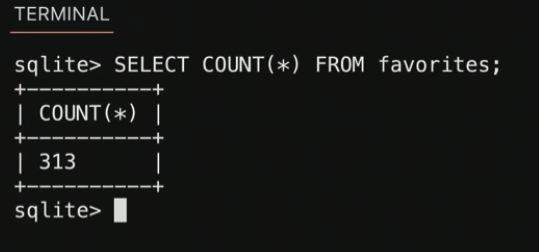 TERMINAL
sqlite> SELECT COUNT(*) FROM favorites;
+----------+
| COUNT(*) |
+----------+
| 313      |
+----------+
sqlite>